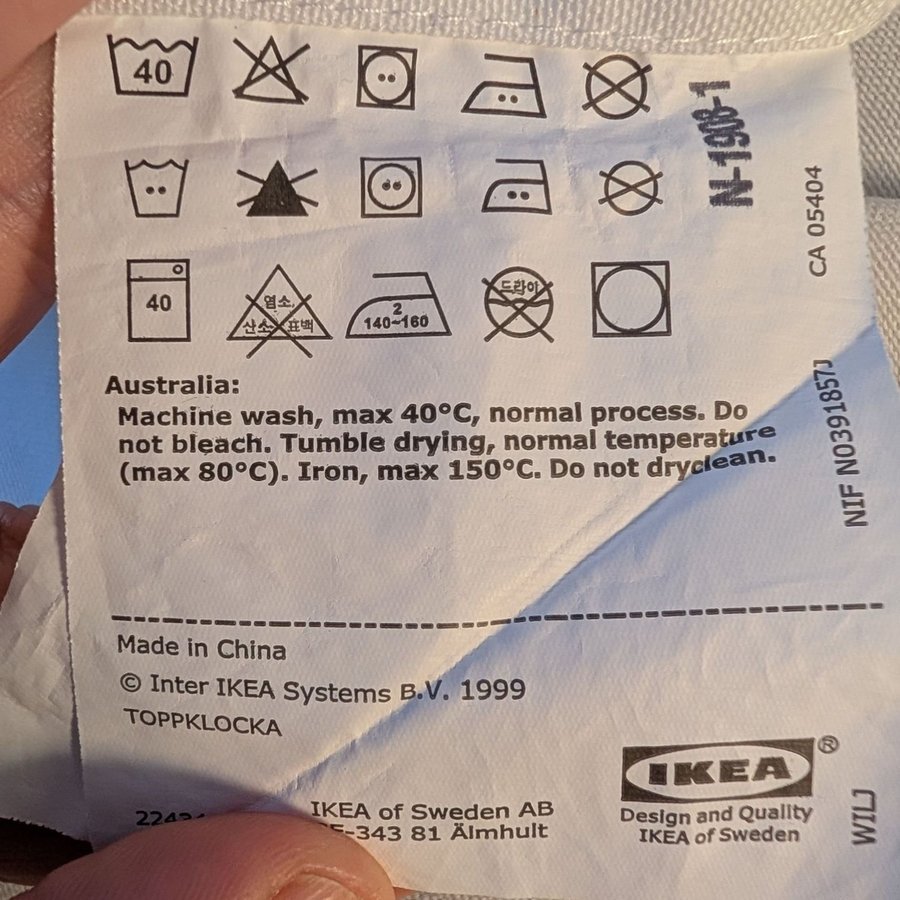 40
N-1908-1
CA 05404
40
염소
산소 표백
2
140~160
드라이
Australia:
Machine wash, max 40°C, normal process. Do
not bleach. Tumble drying, normal temperature
(max 80°C). Iron, max 150°C. Do not dryclean.
NIF N0391857J
Made in China
© Inter IKEA Systems B.V. 1999
TOPPKLOCKA
IKEA of Sweden AB
343 81 Älmhult
IKEA®
Design and Quality
IKEA of Sweden
WILJ